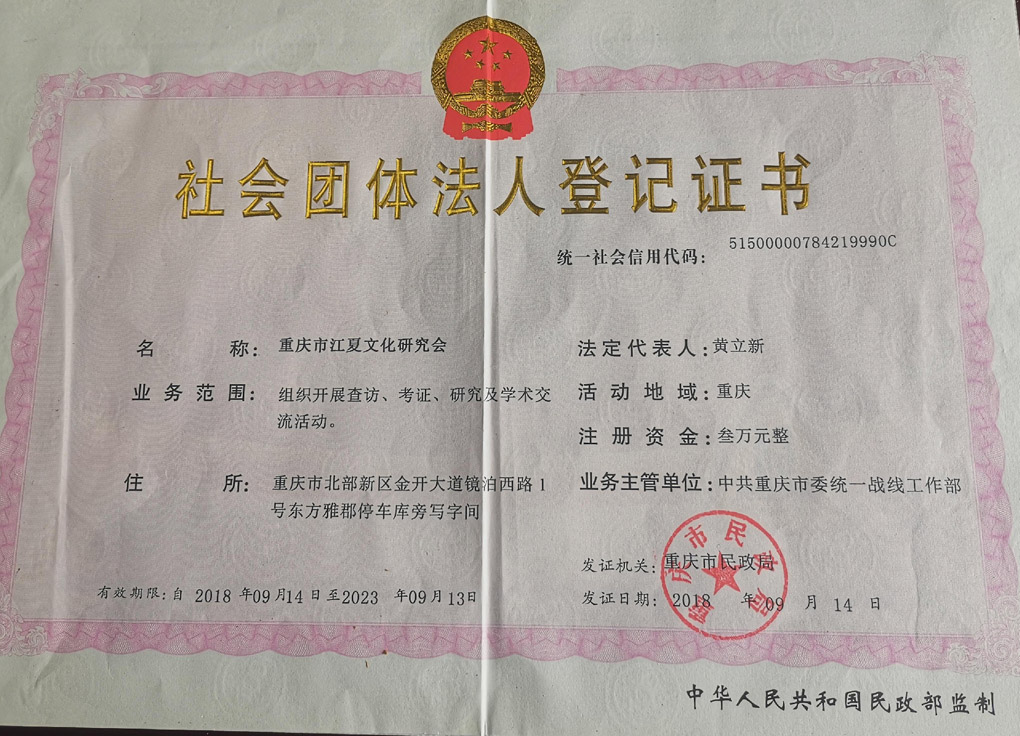 社会团体法人登记证书
统一社会信用代码: 51500000784219990C
名称: 重庆市江夏文化研究会
业务范围: 组织开展查访、考证、研究及学术交
流活动。
住所: 重庆市北部新区金开大道镜泊西路1
号东方雅郡停车库旁写字间
法定代表人: 黄立新
活动地域: 重庆
注册资金: 叁万元整
业务主管单位: 中共重庆市委统一战线工作部
发证机关: 重庆市民政局
发证日期: 2018 年 09 月 14 日
重庆市民政局
有效期限: 自 2018 年09月14日至2023 年09月13日
中华人民共和国民政部监制